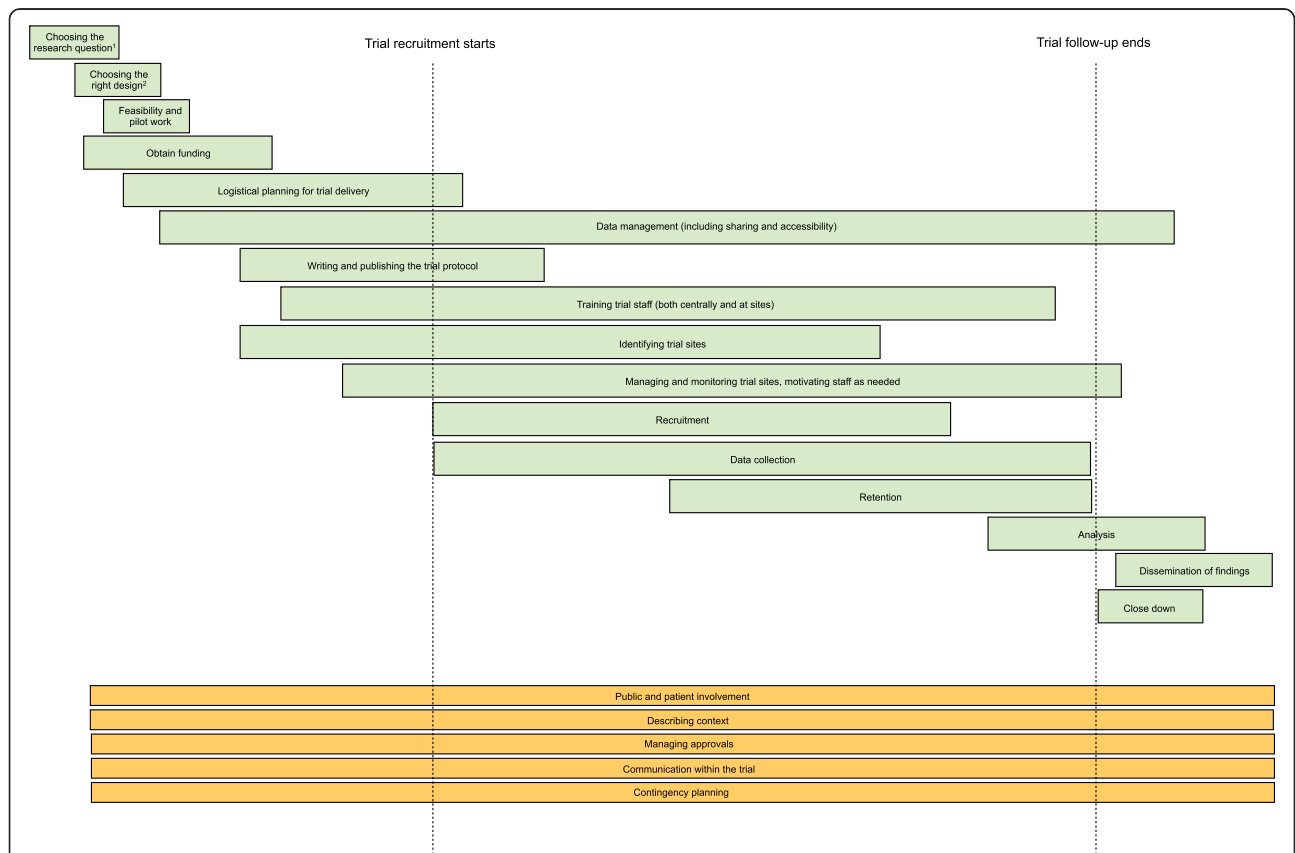 Choosing the
research question¹
Trial recruitment starts
Trial follow-up ends
Choosing the
right design²
Feasibility and
pilot work
Obtain funding
Logistical planning for trial delivery
Data management (including sharing and accessibility)
Writing and publishing the trial protocol
Training trial staff (both centrally and at sites)
Identifying trial sites
Managing and monitoring trial sites, motivating staff as needed
Recruitment
Data collection
Retention
Analysis
Dissemination of findings
Close down
Public and patient involvement
Describing context
Managing approvals
Communication within the trial
Contingency planning